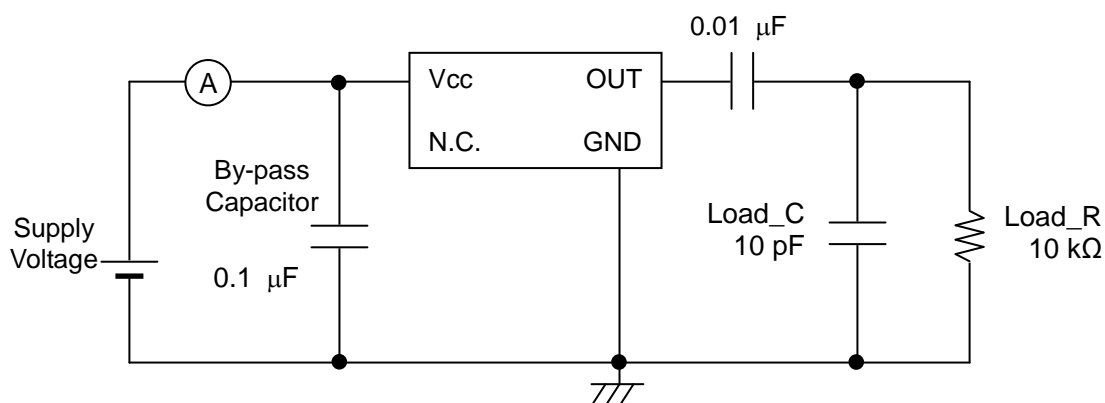 0.01 μF
A
Vcc OUT
N.C. GND
By-pass
Capacitor
0.1 μF
Supply
Voltage
Load_C
10 pF
Load_R
10 kΩ